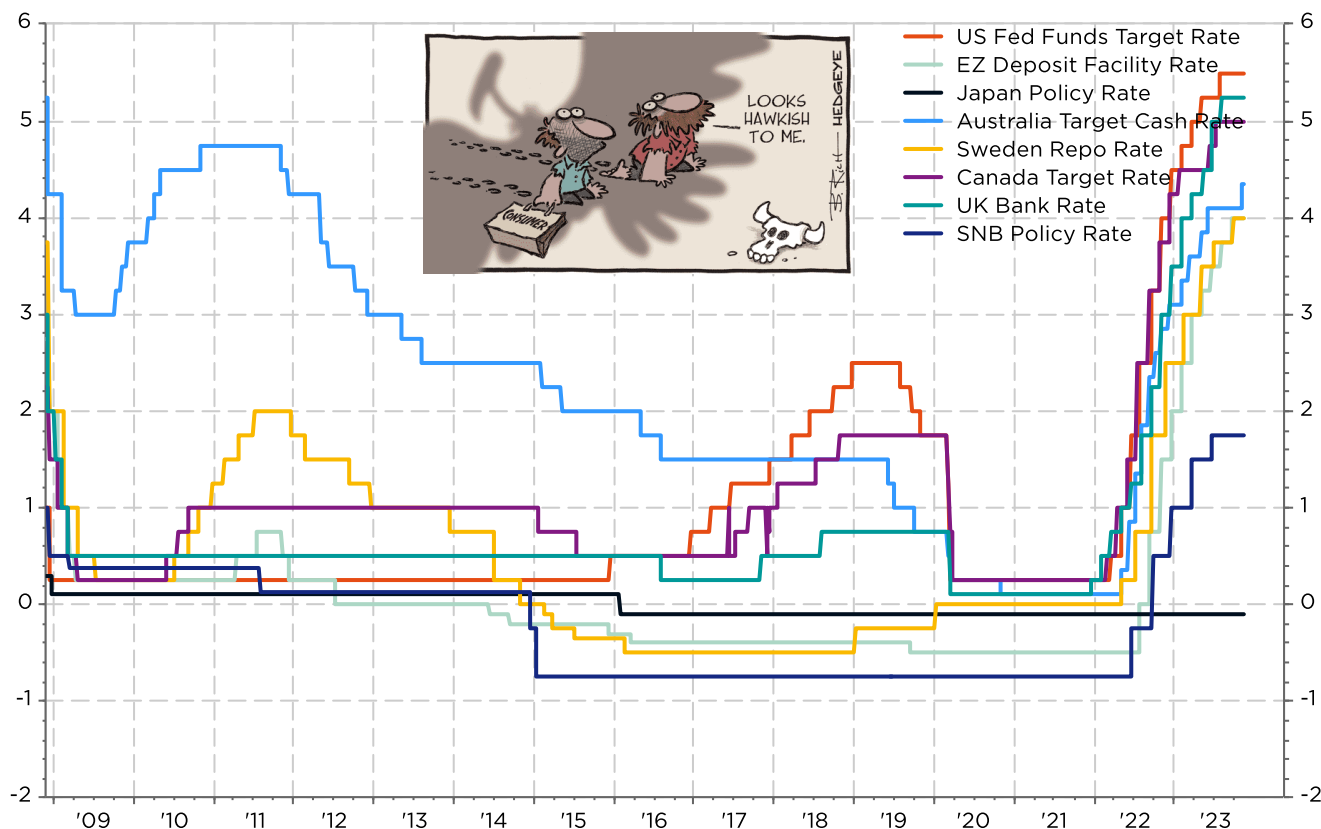 6
5
4
3
2
1
0
-1
-2
6
5
4
3
2
1
0
-1
-2
US Fed Funds Target Rate
EZ Deposit Facility Rate
Japan Policy Rate
Australia Target Cash Rate
Sweden Repo Rate
Canada Target Rate
UK Bank Rate
SNB Policy Rate
LOOKS
HAWKISH
TO ME.
CONSUMER
B. RICH — HEDGEYE
'09 '10 '11 '12 '13 '14 '15 '16 '17 '18 '19 '20 '21 '22 '23